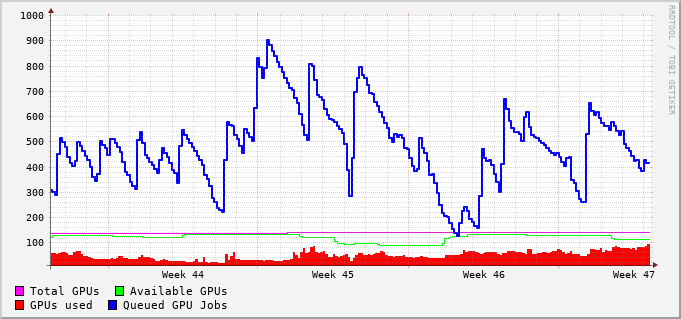 1000
900
800
700
600
500
400
300
200
100
Week 44 Week 45 Week 46 Week 47
Total GPUs Available GPUs
GPUs used Queued GPU Jobs
RRDTOOL / TOBI OETIKER